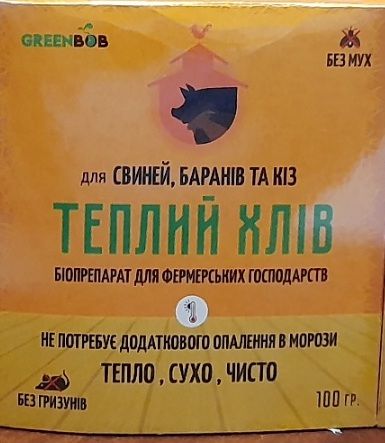 GREENBOB
БЕЗ МУХ
для СВИНЕЙ, БАРАНІВ ТА КІЗ
ТЕПЛИЙ ХЛІВ
БІОПРЕПАРАТ ДЛЯ ФЕРМЕРСЬКИХ ГОСПОДАРСТВ
НЕ ПОТРЕБУЄ ДОДАТКОВОГО ОПАЛЕННЯ В МОРОЗИ
ТЕПЛО , СУХО , ЧИСТО
БЕЗ ГРИЗУНІВ
100 ГР.